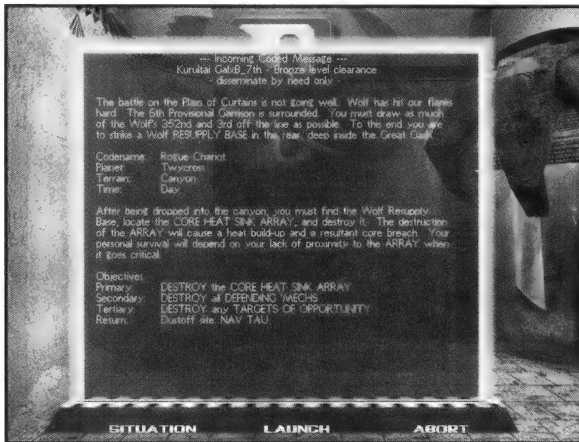 --- Incoming Coded Message ---
Kurultai GafxB_7th - Bronze level clearance
- disseminate by need only
The battle on the Plain of Curtains is not going well. Wolf has hit our flanks
hard. The 5th Provisional Garrison is surrounded. You must draw as much
of the Wolf's 352nd and 3rd off the line as possible. To this end you are
to strike a Wolf RESUPPLY BASE in the rear, deep inside the Great Gash.
Codename: Rogue Chariot
Planet: Twycross
Terrain: Canyon
Time: Day
After being dropped into the canyon, you must find the Wolf Resupply
Base, locate the CORE HEAT SINK ARRAY, and destroy it. The destruction
of the ARRAY will cause a heat build-up and a resultant core breach. Your
personal survival will depend on your lack of proximity to the ARRAY when
it goes critical.
Objectives
Primary: DESTROY the CORE HEAT SINK ARRAY
Secondary: DESTROY all DEFENDING 'MECHS
Tertiary: DESTROY any TARGETS OF OPPORTUNITY
Return: Dustoff site: NAV TAU
SITUATION LAUNCH ABORT